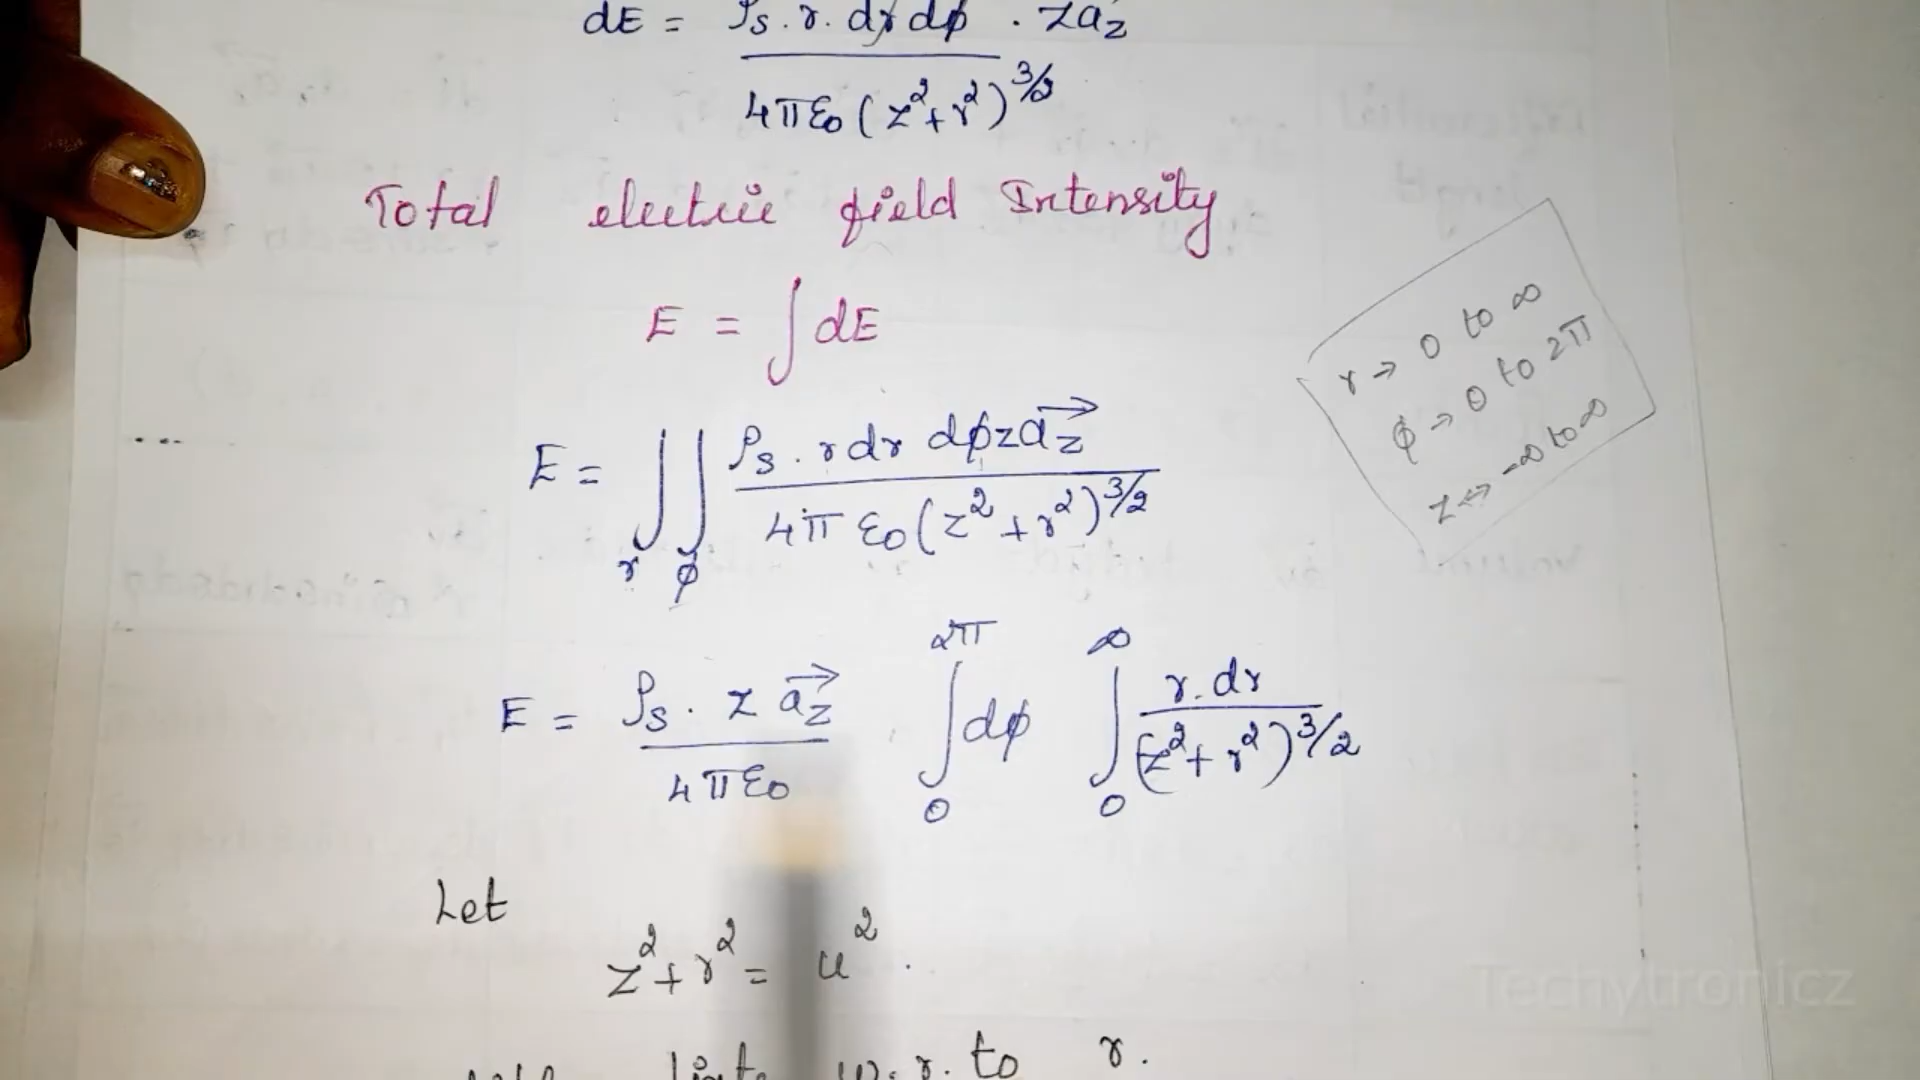 dE = ρs . r. dr dφ . z az
4πε0 (z²+r²)^3/2
Total electric field Intensity
E = ∫ dE
r → 0 to ∞
φ → 0 to 2π
z ↔ -∞ to ∞
E = ∫r ∫φ ρs . r dr dφ z az→
4π ε0 (z²+r²)^3/2
E = ρs . z az→ / 4πε0 ∫0^2π dφ ∫0^∞ r. dr / (z²+r²)^3/2
Let
z²+r² = u² .
w.r. to r.
Techytronicz